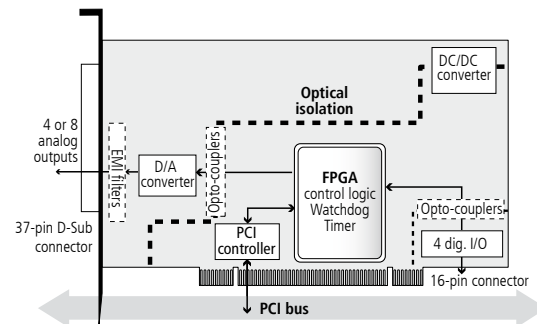 DC/DC
converter
Optical
isolation
4 or 8
analog
outputs
EMI filters
D/A
converter
Opto-couplers
FPGA
control logic
Watchdog
Timer
Opto-couplers
37-pin D-Sub
connector
PCI
controller
4 dig. I/O
16-pin connector
PCI bus